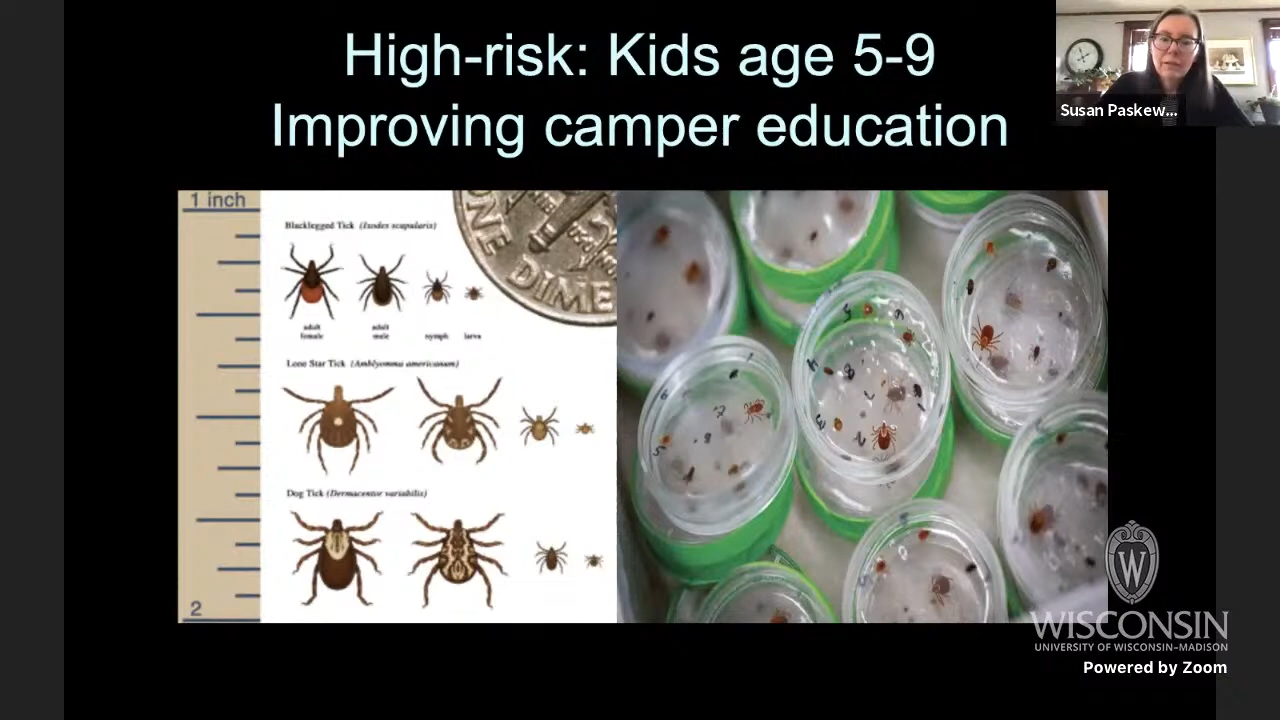 High-risk: Kids age 5-9
Improving camper education
Susan Paskew...
1 inch
Blacklegged Tick (Ixodes scapularis)
ONE DIME
adult female
adult male
nymph
larva
Lone Star Tick (Amblyomma americanum)
Dog Tick (Dermacentor variabilis)
2
W
WISCONSIN
UNIVERSITY OF WISCONSIN–MADISON
Powered by Zoom